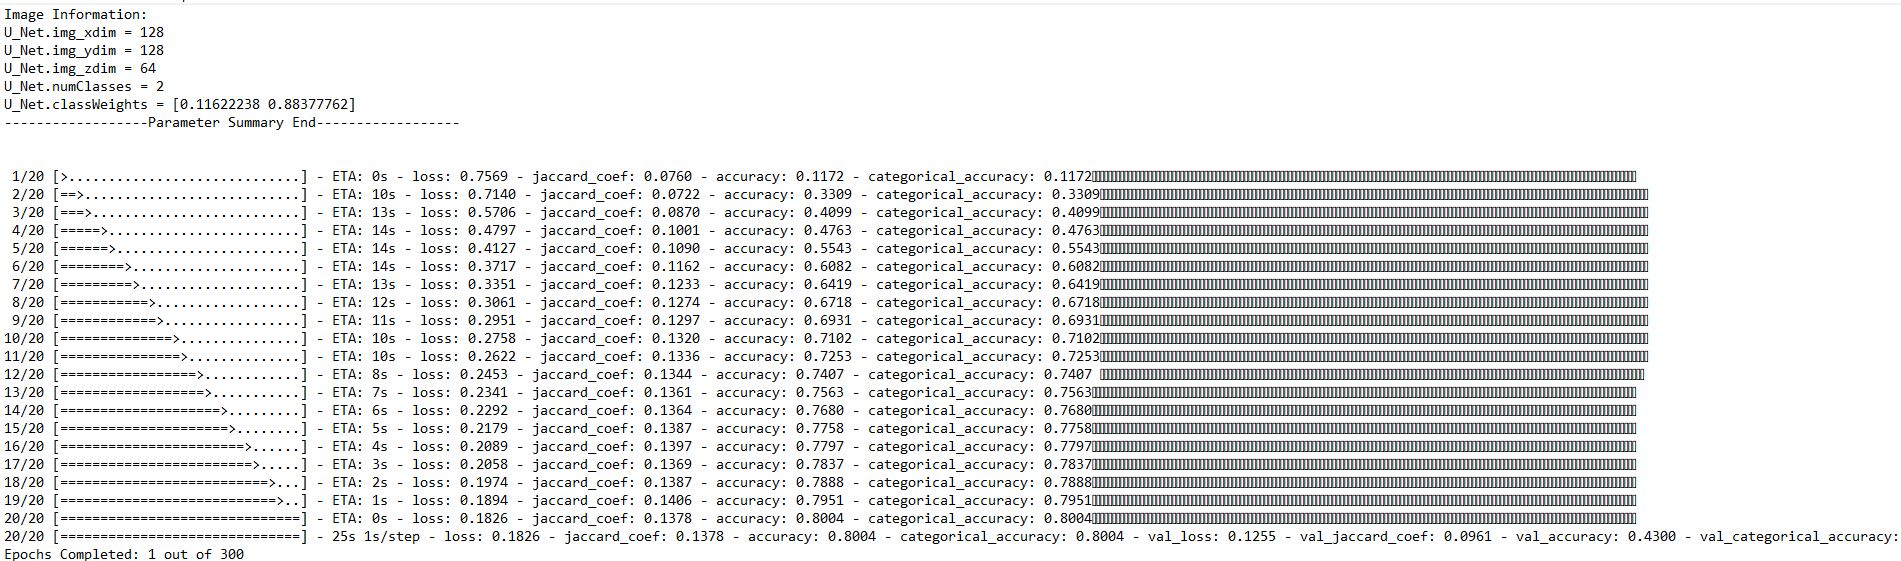 Image Information:
U_Net.img_xdim = 128
U_Net.img_ydim = 128
U_Net.img_zdim = 64
U_Net.numClasses = 2
U_Net.classWeights = [0.11622238 0.88377762]
------------------Parameter Summary End------------------
1/20 [>.............................] - ETA: 0s - loss: 0.7569 - jaccard_coef: 0.0760 - accuracy: 0.1172 - categorical_accuracy: 0.1172
2/20 [==>...........................] - ETA: 10s - loss: 0.7140 - jaccard_coef: 0.0722 - accuracy: 0.3309 - categorical_accuracy: 0.3309
3/20 [===>..........................] - ETA: 13s - loss: 0.5706 - jaccard_coef: 0.0870 - accuracy: 0.4099 - categorical_accuracy: 0.4099
4/20 [=====>........................] - ETA: 14s - loss: 0.4797 - jaccard_coef: 0.1001 - accuracy: 0.4763 - categorical_accuracy: 0.4763
5/20 [======>.......................] - ETA: 14s - loss: 0.4127 - jaccard_coef: 0.1090 - accuracy: 0.5543 - categorical_accuracy: 0.5543
6/20 [========>.....................] - ETA: 14s - loss: 0.3717 - jaccard_coef: 0.1162 - accuracy: 0.6082 - categorical_accuracy: 0.6082
7/20 [=========>....................] - ETA: 13s - loss: 0.3351 - jaccard_coef: 0.1233 - accuracy: 0.6419 - categorical_accuracy: 0.6419
8/20 [===========>..................] - ETA: 12s - loss: 0.3061 - jaccard_coef: 0.1274 - accuracy: 0.6718 - categorical_accuracy: 0.6718
9/20 [============>.................] - ETA: 11s - loss: 0.2951 - jaccard_coef: 0.1297 - accuracy: 0.6931 - categorical_accuracy: 0.6931
10/20 [==============>...............] - ETA: 10s - loss: 0.2758 - jaccard_coef: 0.1320 - accuracy: 0.7102 - categorical_accuracy: 0.7102
11/20 [===============>..............] - ETA: 10s - loss: 0.2622 - jaccard_coef: 0.1336 - accuracy: 0.7253 - categorical_accuracy: 0.7253
12/20 [=================>............] - ETA: 8s - loss: 0.2453 - jaccard_coef: 0.1344 - accuracy: 0.7407 - categorical_accuracy: 0.7407
13/20 [==================>...........] - ETA: 7s - loss: 0.2341 - jaccard_coef: 0.1361 - accuracy: 0.7563 - categorical_accuracy: 0.7563
14/20 [====================>.........] - ETA: 6s - loss: 0.2292 - jaccard_coef: 0.1364 - accuracy: 0.7680 - categorical_accuracy: 0.7680
15/20 [=====================>........] - ETA: 5s - loss: 0.2179 - jaccard_coef: 0.1387 - accuracy: 0.7758 - categorical_accuracy: 0.7758
16/20 [=======================>......] - ETA: 4s - loss: 0.2089 - jaccard_coef: 0.1397 - accuracy: 0.7797 - categorical_accuracy: 0.7797
17/20 [========================>.....] - ETA: 3s - loss: 0.2058 - jaccard_coef: 0.1369 - accuracy: 0.7837 - categorical_accuracy: 0.7837
18/20 [==========================>...] - ETA: 2s - loss: 0.1974 - jaccard_coef: 0.1387 - accuracy: 0.7888 - categorical_accuracy: 0.7888
19/20 [===========================>..] - ETA: 1s - loss: 0.1894 - jaccard_coef: 0.1406 - accuracy: 0.7951 - categorical_accuracy: 0.7951
20/20 [==============================] - ETA: 0s - loss: 0.1826 - jaccard_coef: 0.1378 - accuracy: 0.8004 - categorical_accuracy: 0.8004
20/20 [==============================] - 25s 1s/step - loss: 0.1826 - jaccard_coef: 0.1378 - accuracy: 0.8004 - categorical_accuracy: 0.8004 - val_loss: 0.1255 - val_jaccard_coef: 0.0961 - val_accuracy: 0.4300 - val_categorical_accuracy:
Epochs Completed: 1 out of 300